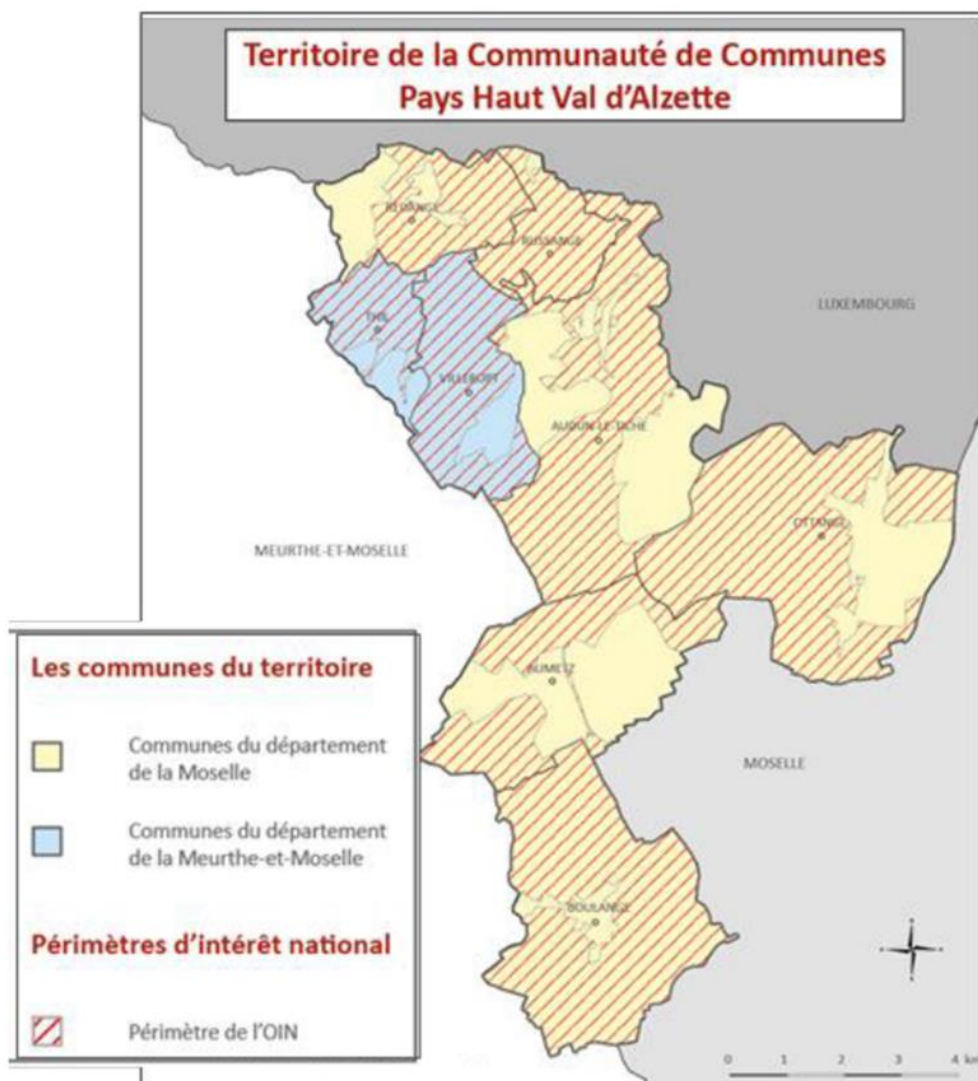 Territoire de la Communauté de Communes
Pays Haut Val d'Alzette
REDANGE
RUSSANGE
LUXEMBOURG
THIL
VILLERUPT
AUDUN-LE-TICHE
OTTANGE
MEURTHE-ET-MOSELLE
AUMETZ
MOSELLE
BOULANGE
Les communes du territoire
Communes du département
de la Moselle
Communes du département
de la Meurthe-et-Moselle
Périmètres d'intérêt national
Périmètre de l'OIN
0 1 2 3 4 km